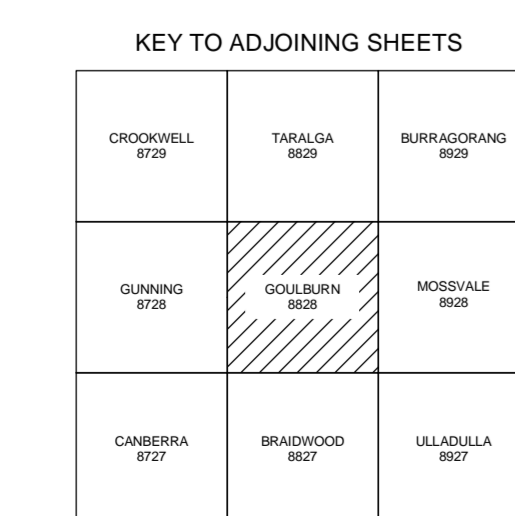 KEY TO ADJOINING SHEETS
CROOKWELL
8729
TARALGA
8829
BURRAGORANG
8929
GUNNING
8728
GOULBURN
8828
MOSSVALE
8928
CANBERRA
8727
BRAIDWOOD
8827
ULLADULLA
8927